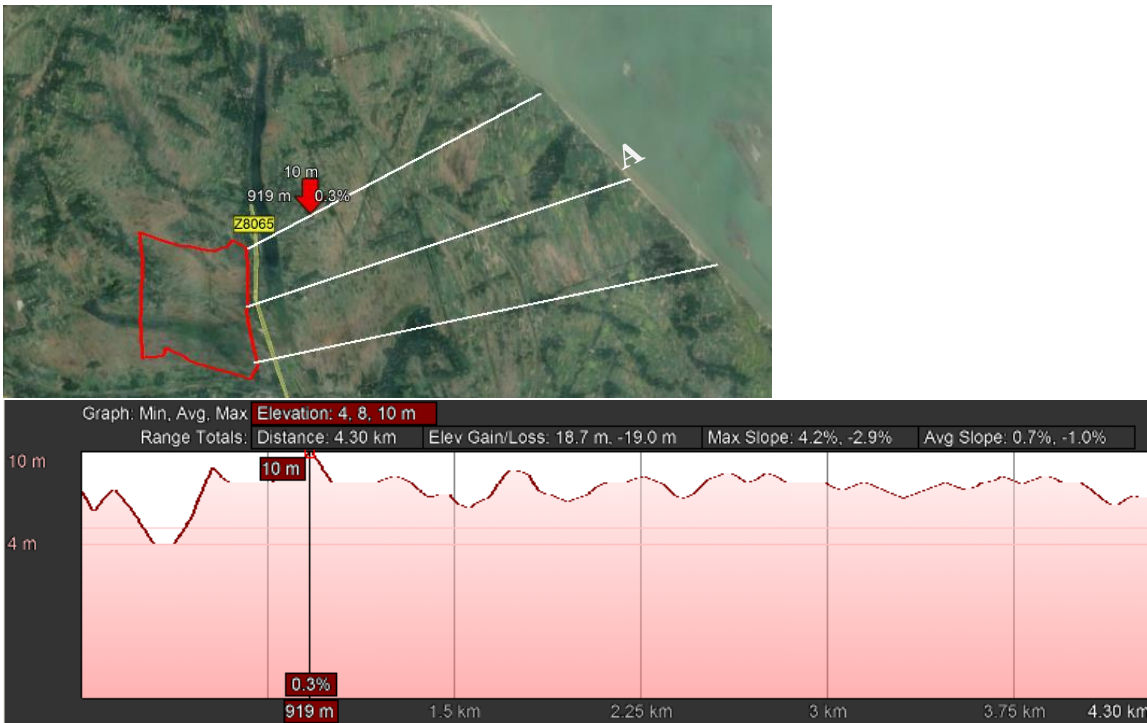 A
10 m
919 m 0.3%
Z8065
Graph: Min, Avg, Max Elevation: 4, 8, 10 m
Range Totals: Distance: 4.30 km Elev Gain/Loss: 18.7 m, -19.0 m Max Slope: 4.2%, -2.9% Avg Slope: 0.7%, -1.0%
10 m
10 m
4 m
0.3%
919 m 1.5 km 2.25 km 3 km 3.75 km 4.30 km